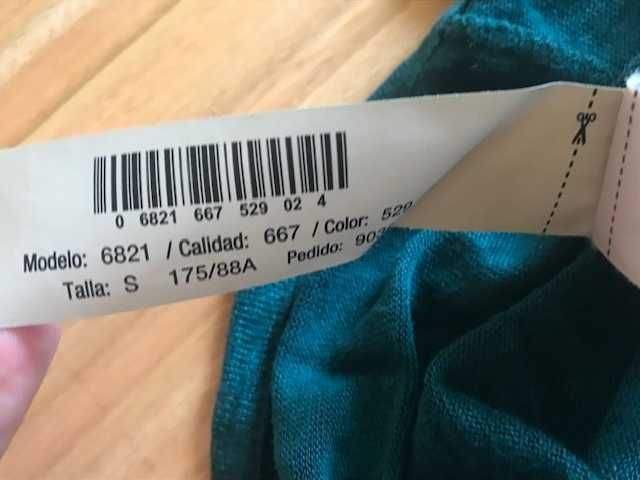 0 6821 667 529 02 4
Modelo: 6821 / Calidad: 667 / Color: 529
Talla: S 175/88A Pedido: